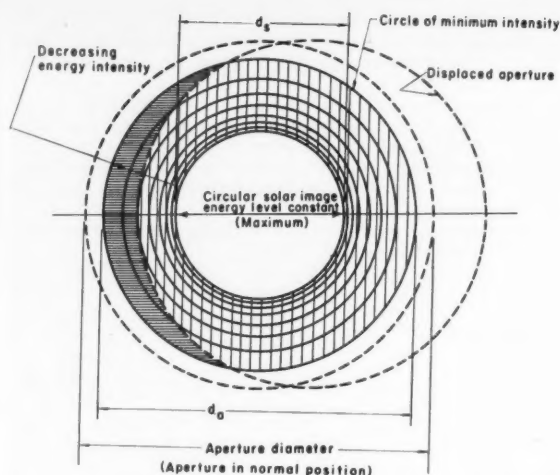 ds
Circle of minimum intensity
Decreasing
energy intensity
Displaced aperture
Circular solar image
energy level constant
(Maximum)
da
Aperture diameter
(Aperture in normal position)